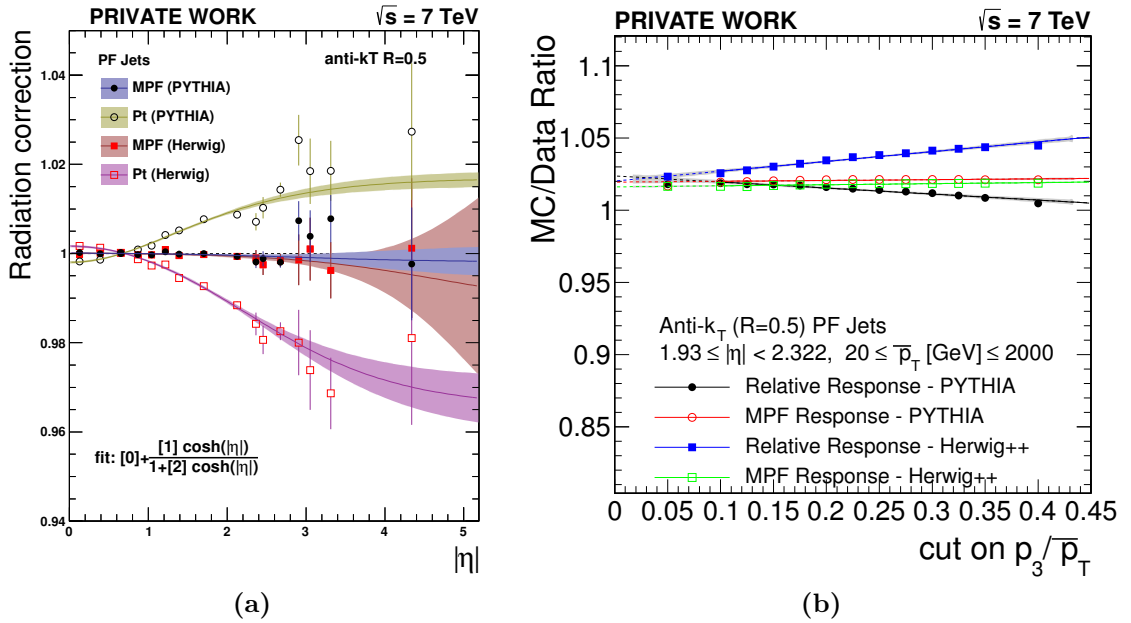 PRIVATE WORK √s = 7 TeV
Radiation correction
1.04
1.02
1
0.98
0.96
0.94
PF Jets
anti-kT R=0.5
MPF (PYTHIA)
Pt (PYTHIA)
MPF (Herwig)
Pt (Herwig)
fit: [0]+ [1] cosh(|η|)
1+[2] cosh(|η|)
0 1 2 3 4 5
|η|
(a)
PRIVATE WORK √s = 7 TeV
MC/Data Ratio
1.1
1.05
1
0.95
0.9
0.85
Anti-k_T (R=0.5) PF Jets
1.93 ≤ |η| < 2.322, 20 ≤ p̅_T [GeV] ≤ 2000
Relative Response - PYTHIA
MPF Response - PYTHIA
Relative Response - Herwig++
MPF Response - Herwig++
0 0.05 0.1 0.15 0.2 0.25 0.3 0.35 0.4 0.45
cut on p_3/p̅_T
(b)